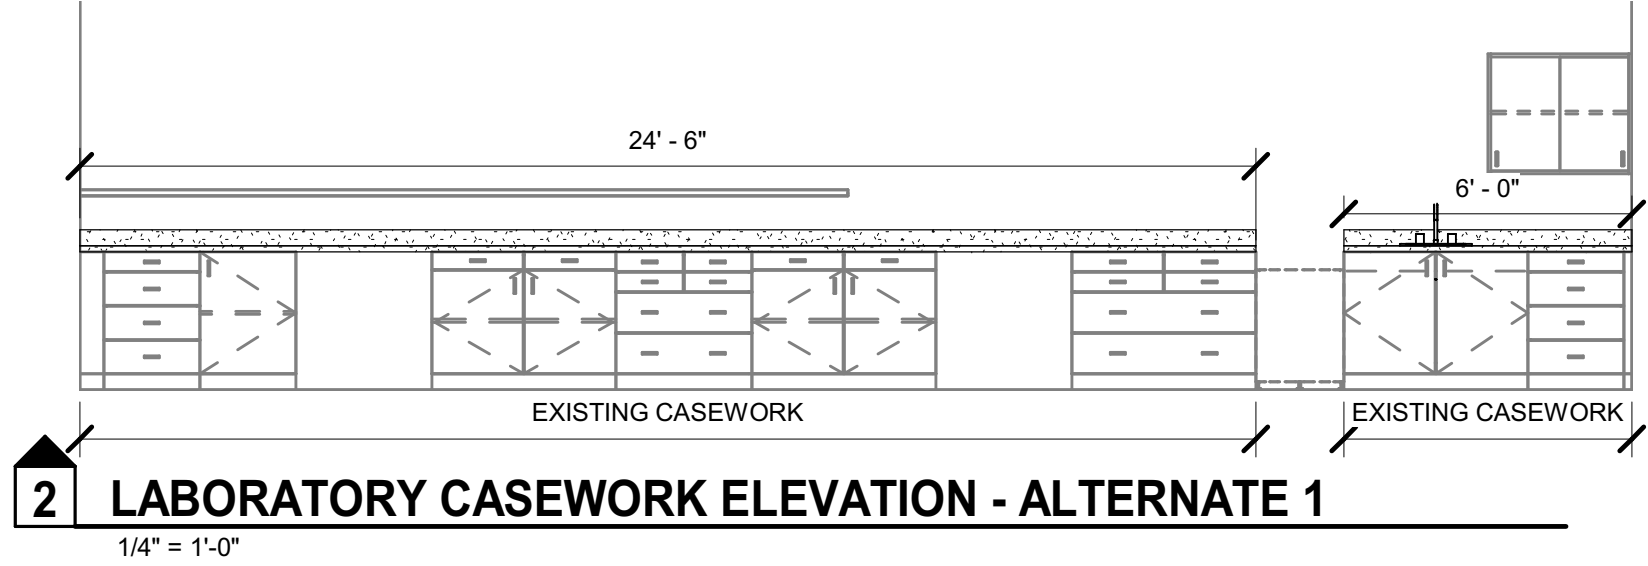 24' - 6"
6' - 0"
EXISTING CASEWORK
EXISTING CASEWORK
2 LABORATORY CASEWORK ELEVATION - ALTERNATE 1
1/4" = 1'-0"